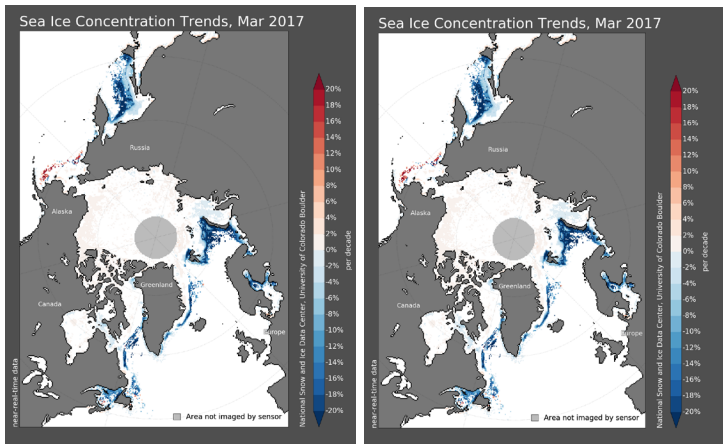 Sea Ice Concentration Trends, Mar 2017
Russia
Alaska
Canada
Greenland
Europe
near-real-time data
Area not imaged by sensor
National Snow and Ice Data Center, University of Colorado Boulder
20%
18%
16%
14%
12%
10%
8%
6%
4%
2%
0%
-2%
-4%
-6%
-8%
-10%
-12%
-14%
-16%
-18%
-20%
per decade
Sea Ice Concentration Trends, Mar 2017
Russia
Alaska
Canada
Greenland
Europe
near-real-time data
Area not imaged by sensor
National Snow and Ice Data Center, University of Colorado Boulder
20%
18%
16%
14%
12%
10%
8%
6%
4%
2%
0%
-2%
-4%
-6%
-8%
-10%
-12%
-14%
-16%
-18%
20%
per decade